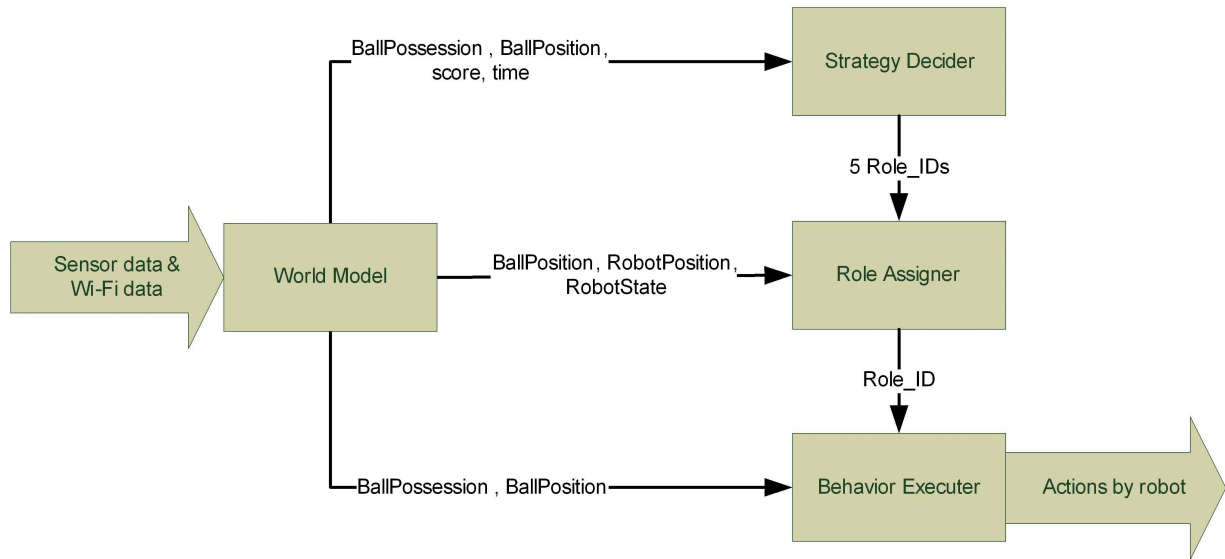 BallPossession , BallPosition,
score, time
Strategy Decider
5 Role_IDs
Sensor data &
Wi-Fi data
World Model
BallPosition, RobotPosition,
RobotState
Role Assigner
Role_ID
BallPossession , BallPosition
Behavior Executer
Actions by robot